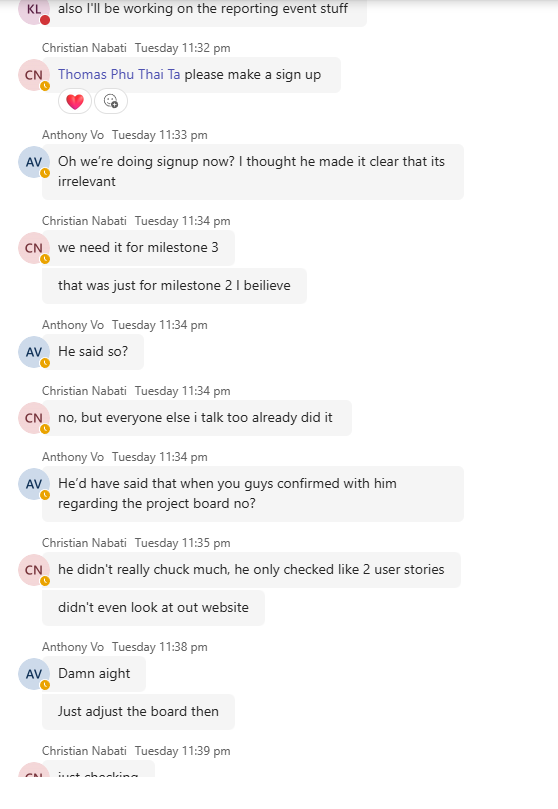 KL also I'll be working on the reporting event stuff
Christian Nabati Tuesday 11:32 pm
CN Thomas Phu Thai Ta please make a sign up
Anthony Vo Tuesday 11:33 pm
AV Oh we're doing signup now? I thought he made it clear that its
irrelevant
Christian Nabati Tuesday 11:34 pm
CN we need it for milestone 3
that was just for milestone 2 I beilieve
Anthony Vo Tuesday 11:34 pm
AV He said so?
Christian Nabati Tuesday 11:34 pm
CN no, but everyone else i talk too already did it
Anthony Vo Tuesday 11:34 pm
AV He'd have said that when you guys confirmed with him
regarding the project board no?
Christian Nabati Tuesday 11:35 pm
CN he didn't really chuck much, he only checked like 2 user stories
didn't even look at out website
Anthony Vo Tuesday 11:38 pm
AV Damn aight
Just adjust the board then
Christian Nabati Tuesday 11:39 pm
CN just checking